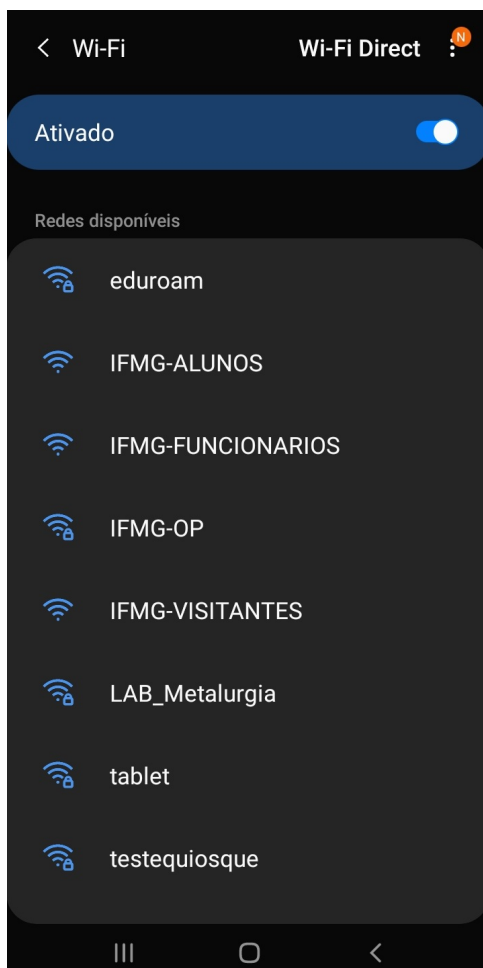 Wi-Fi Wi-Fi Direct N
Ativado
Redes disponíveis
eduroam
IFMG-ALUNOS
IFMG-FUNCIONARIOS
IFMG-OP
IFMG-VISITANTES
LAB_Metalurgia
tablet
testequiosque